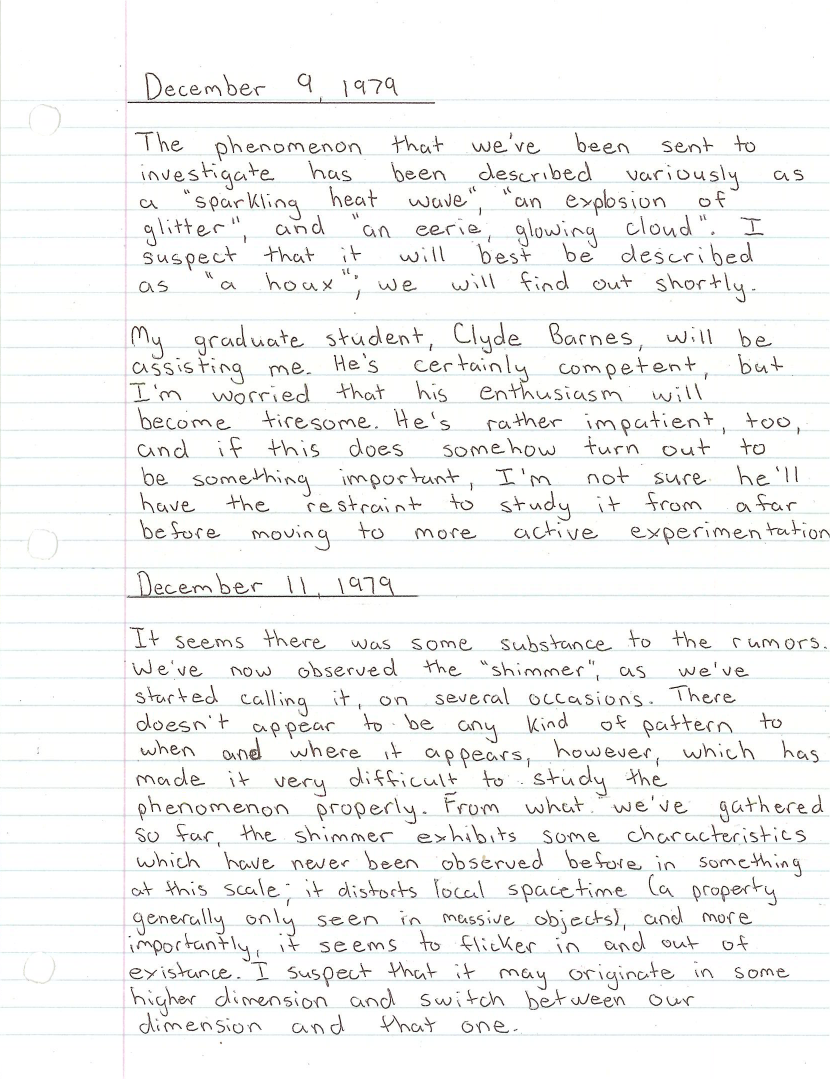 December 9, 1979
The phenomenon that we've been sent to
investigate has been described variously as
a "sparkling heat wave", "an explosion of
glitter", and "an eerie, glowing cloud". I
suspect that it will best be described
as "a hoax"; we will find out shortly.
My graduate student, Clyde Barnes, will be
assisting me. He's certainly competent, but
I'm worried that his enthusiasm will
become tiresome. He's rather impatient, too,
and if this does somehow turn out to
be something important, I'm not sure he'll
have the restraint to study it from afar
before moving to more active experimentation
December 11, 1979
It seems there was some substance to the rumors.
We've now observed the "shimmer", as we've
started calling it, on several occasions. There
doesn't appear to be any kind of pattern to
when and where it appears, however, which has
made it very difficult to study the
phenomenon properly. From what we've gathered
so far, the shimmer exhibits some characteristics
which have never been observed before in something
at this scale; it distorts local spacetime (a property
generally only seen in massive objects), and more
importantly, it seems to flicker in and out of
existance. I suspect that it may originate in some
higher dimension and switch between our
dimension and that one.